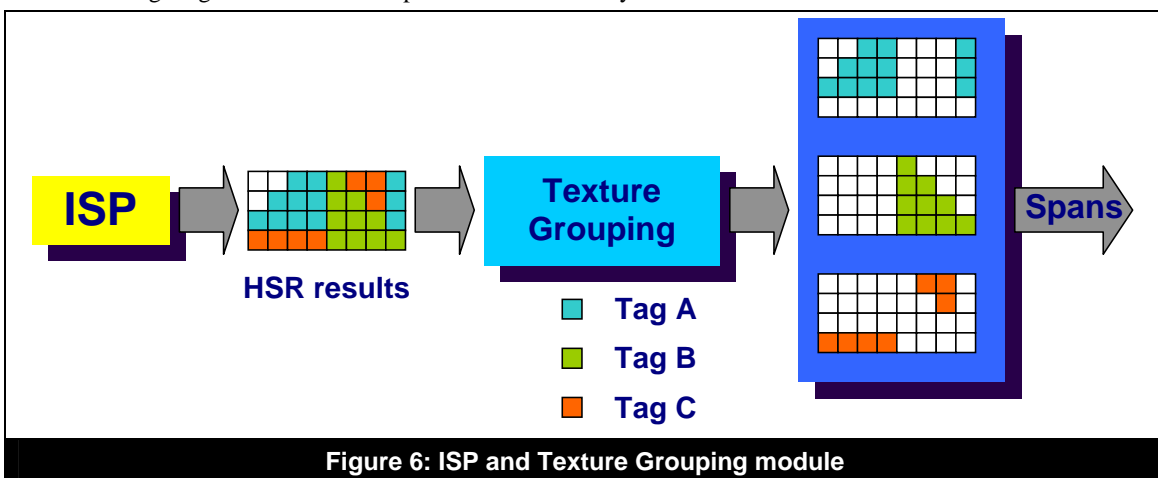 ISP
HSR results
Texture
Grouping
Tag A
Tag B
Tag C
Spans
Figure 6: ISP and Texture Grouping module